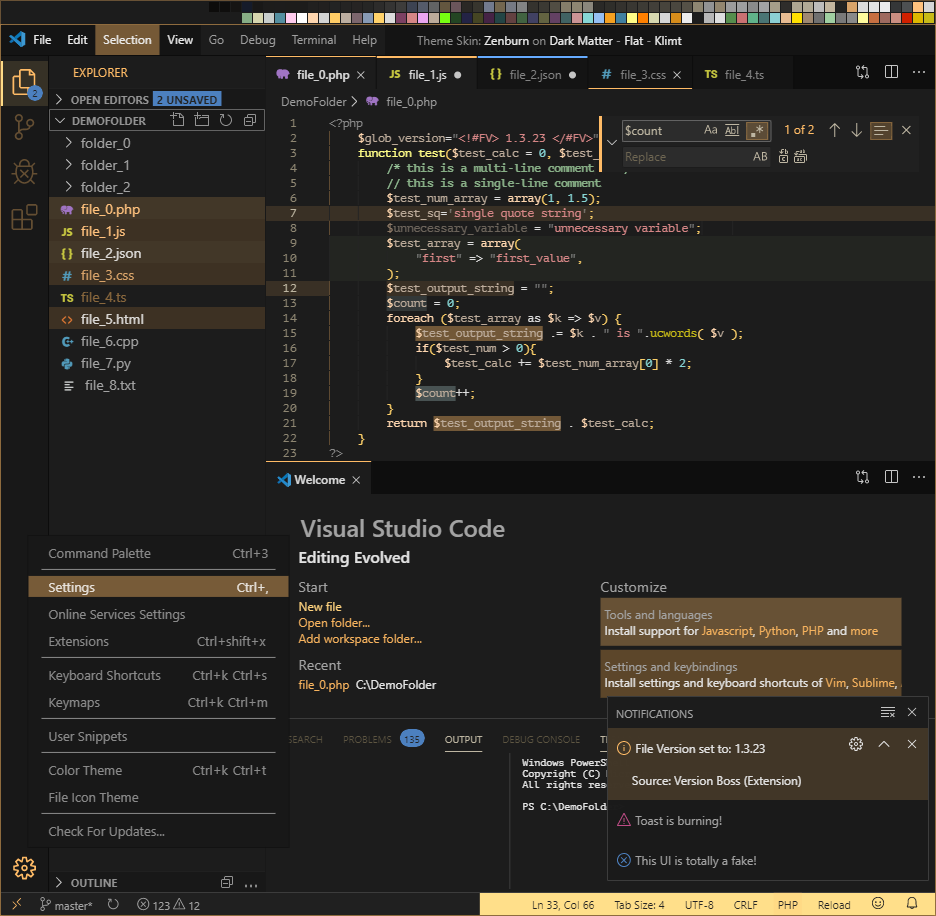 File Edit Selection View Go Debug Terminal Help Theme Skin: Zenburn on Dark Matter - Flat - Klimt
2
EXPLORER
OPEN EDITORS 2 UNSAVED
DEMOFOLDER
folder_0
folder_1
folder_2
file_0.php
file_1.js
file_2.json
file_3.css
file_4.ts
file_5.html
file_6.cpp
file_7.py
file_8.txt
file_0.php JS file_1.js {} file_2.json # file_3.css TS file_4.ts
DemoFolder > file_0.php
$count Aa Abl .* 1 of 2
Replace AB
1 <?php
2 $glob_version="<!#FV> 1.3.23 </#FV>"
3 function test($test_calc = 0, $test_
4 /* this is a multi-line comment
5 // this is a single-line comment
6 $test_num_array = array(1, 1.5);
7 $test_sq='single quote string';
8 $unnecessary_variable = "unnecessary variable";
9 $test_array = array(
10 "first" => "first_value",
11 );
12 $test_output_string = "";
13 $count = 0;
14 foreach ($test_array as $k => $v) {
15 $test_output_string .= $k . " is ".ucwords( $v );
16 if($test_num > 0){
17 $test_calc += $test_num_array[0] * 2;
18 }
19 $count++;
20 }
21 return $test_output_string . $test_calc;
22 }
23 ?>
Welcome
Visual Studio Code
Editing Evolved
Start
New file
Open folder...
Add workspace folder...
Recent
file_0.php C:\DemoFolder
Customize
Tools and languages
Install support for Javascript, Python, PHP and more
Settings and keybindings
Install settings and keyboard shortcuts of Vim, Sublime,
Command Palette Ctrl+3
Settings Ctrl+,
Online Services Settings
Extensions Ctrl+shift+x
Keyboard Shortcuts Ctrl+k Ctrl+s
Keymaps Ctrl+k Ctrl+m
User Snippets
Color Theme Ctrl+k Ctrl+t
File Icon Theme
Check For Updates...
SEARCH PROBLEMS 135 OUTPUT DEBUG CONSOLE
Windows PowerS
Copyright (C)
All rights rese
PS C:\DemoFold
NOTIFICATIONS
File Version set to: 1.3.23
Source: Version Boss (Extension)
Toast is burning!
This UI is totally a fake!
OUTLINE
master* 123 12 Ln 33, Col 66 Tab Size: 4 UTF-8 CRLF PHP Reload